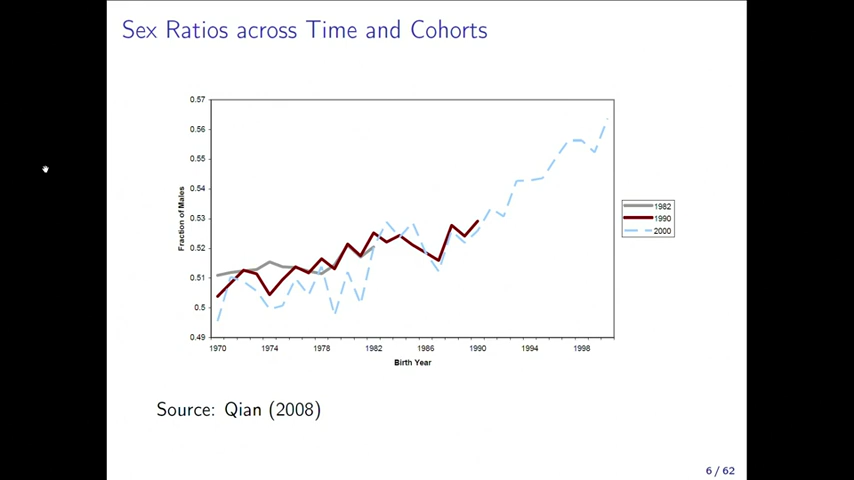 Sex Ratios across Time and Cohorts
0.57
0.56
0.55
0.54
0.53
0.52
0.51
0.5
0.49
Fraction of Males
1970 1974 1978 1982 1986 1990 1994 1998
Birth Year
1982
1990
2000
Source: Qian (2008)
6 / 62